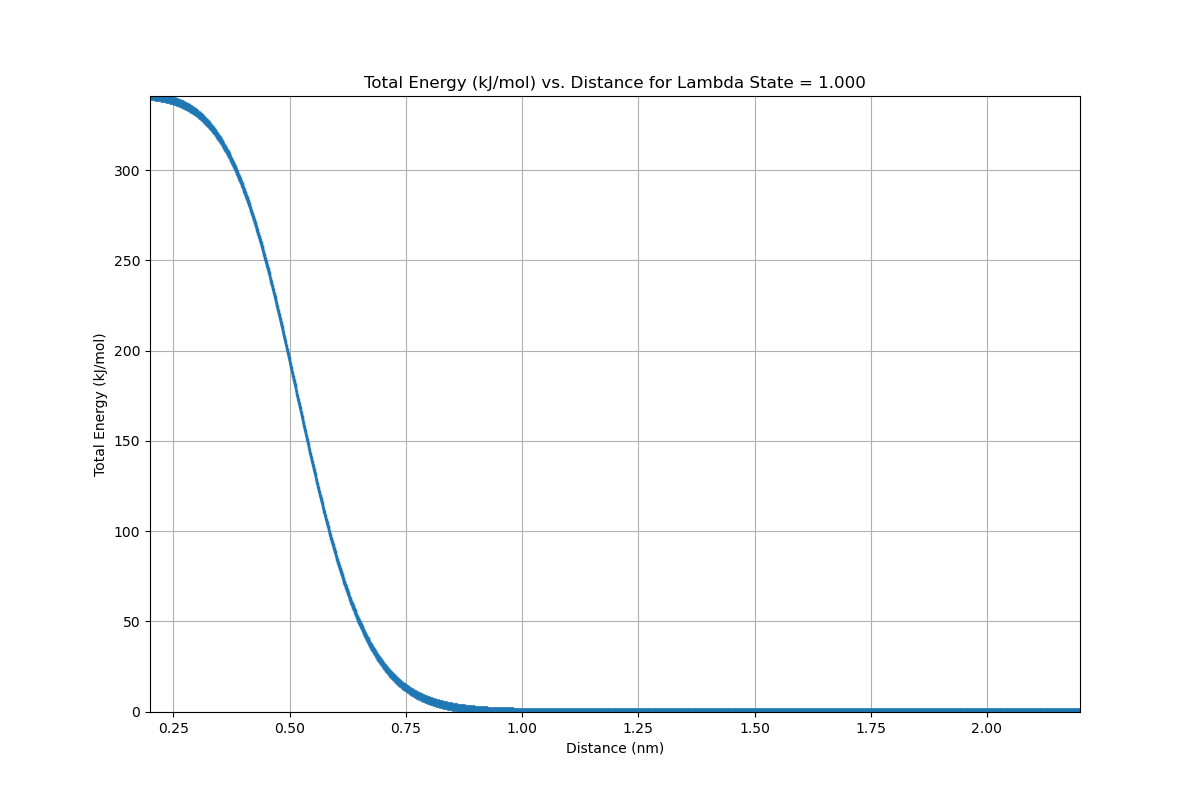 Total Energy (kJ/mol) vs. Distance for Lambda State = 1.000
300
250
200
150
100
50
0
Total Energy (kJ/mol)
0.25 0.50 0.75 1.00 1.25 1.50 1.75 2.00
Distance (nm)